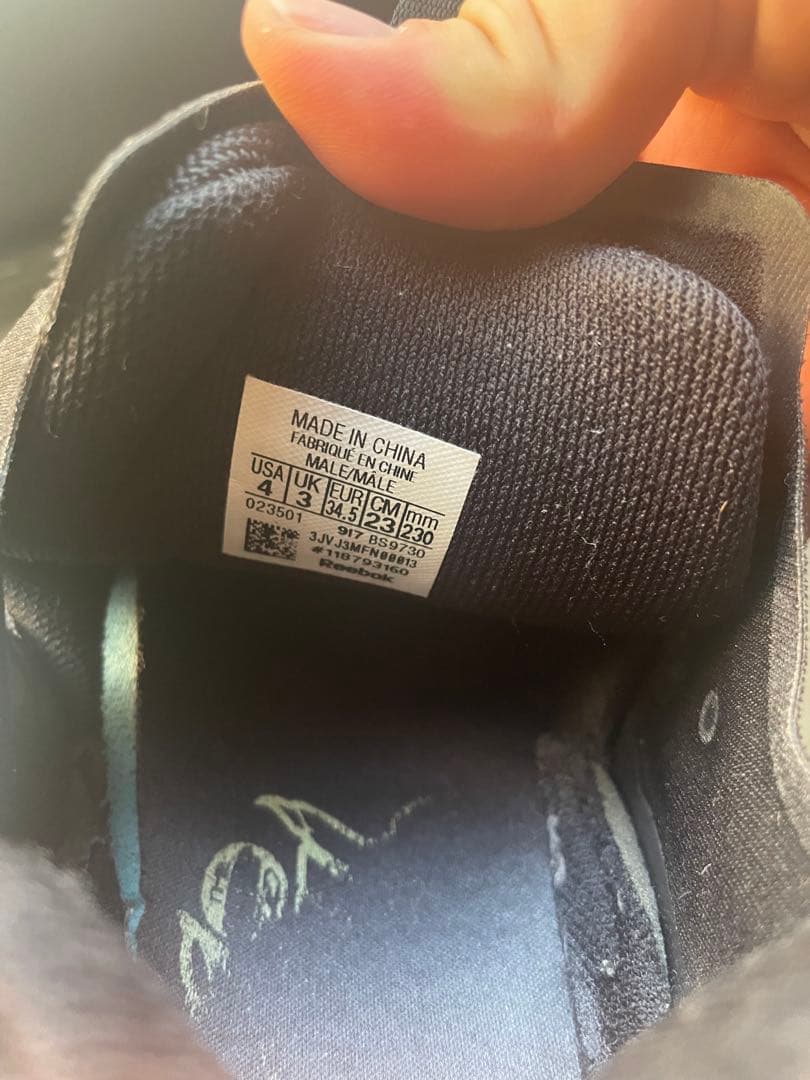 MADE IN CHINA
FABRIQUÉ EN CHINE
MALE/MÂLE
USA UK EUR CM mm
4 3 34.5 23 230
023501 917 BS9730
3JVJ3MFN00013
#118793160
Reebok